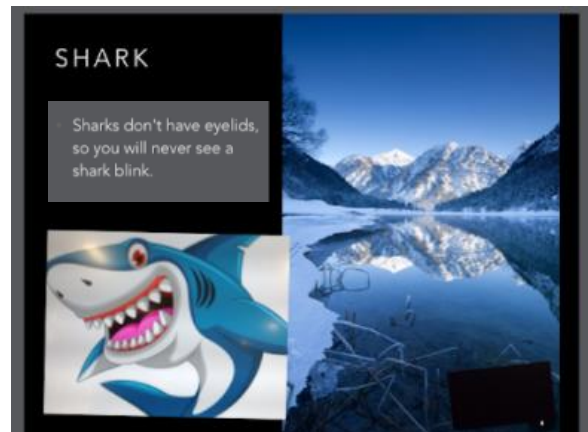 SHARK
Sharks don't have eyelids,
so you will never see a
shark blink.